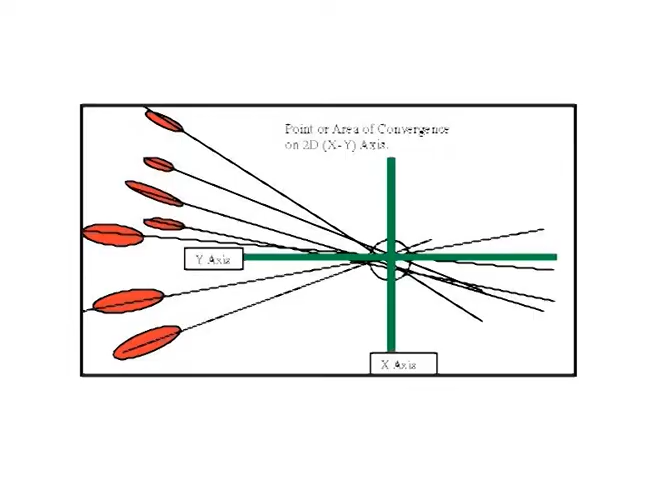 Point or Area of Convergence
on 2D (X-Y) Axis.
Y Axis
X Axis